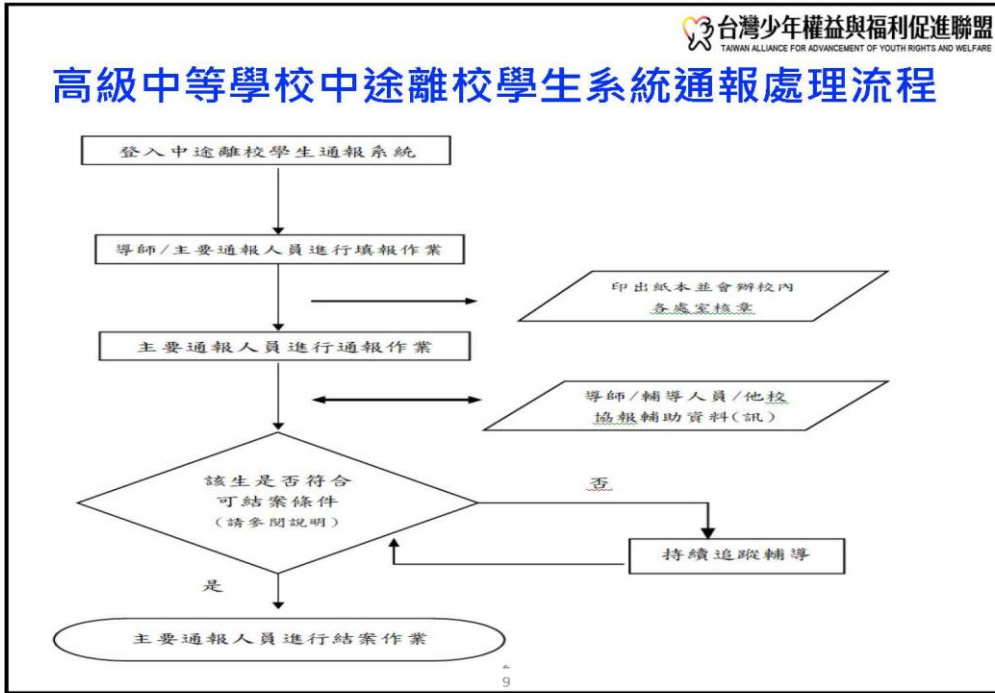 台灣少年權益與福利促進聯盟
TAIWAN ALLIANCE FOR ADVANCEMENT OF YOUTH RIGHTS AND WELFARE
高級中等學校中途離校學生系統通報處理流程
登入中途離校學生通報系統
導師/主要通報人員進行填報作業
印出紙本並會辦校內
各處室核章
主要通報人員進行通報作業
導師/輔導人員/他校
協報輔助資料(訊)
該生是否符合
可結案條件
(請參閱說明)
否
持續追蹤輔導
是
主要通報人員進行結案作業
9